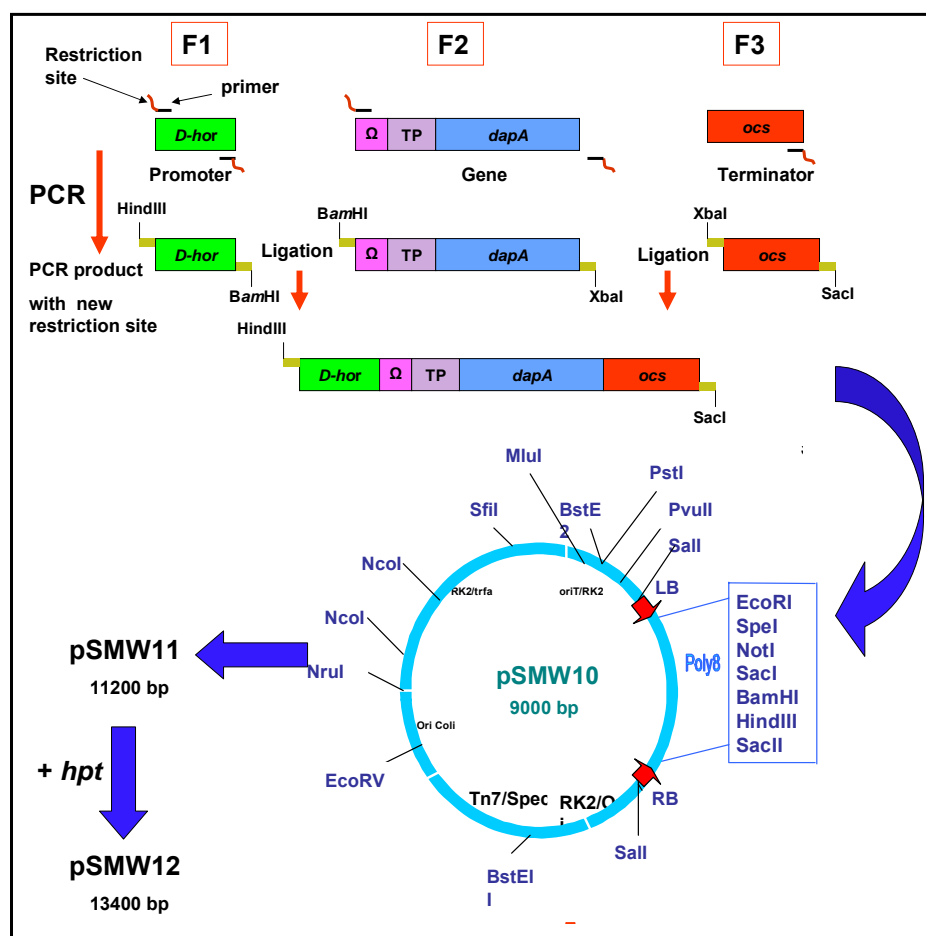 F1
F2
F3
Restriction
site
primer
D-hor
Ω
TP
dapA
ocs
Promoter
Gene
Terminator
PCR
HindIII
BamHI
XbaI
Ligation
Ligation
D-hor
Ω
TP
dapA
ocs
PCR product
with new
restriction site
BamHI
XbaI
SacI
HindIII
D-hor
Ω
TP
dapA
ocs
SacI
MluI
PstI
SfiI
BstE
2
PvuII
SalI
NcoI
RK2/trfa
oriT/RK2
LB
EcoRI
SpeI
NotI
SacI
BamHI
HindIII
SacII
NcoI
Poly8
pSMW11
11200 bp
NruI
pSMW10
9000 bp
Ori Coli
+ hpt
EcoRV
Tn7/Spec
RK2/O
i
RB
SalI
pSMW12
13400 bp
BstEI
I